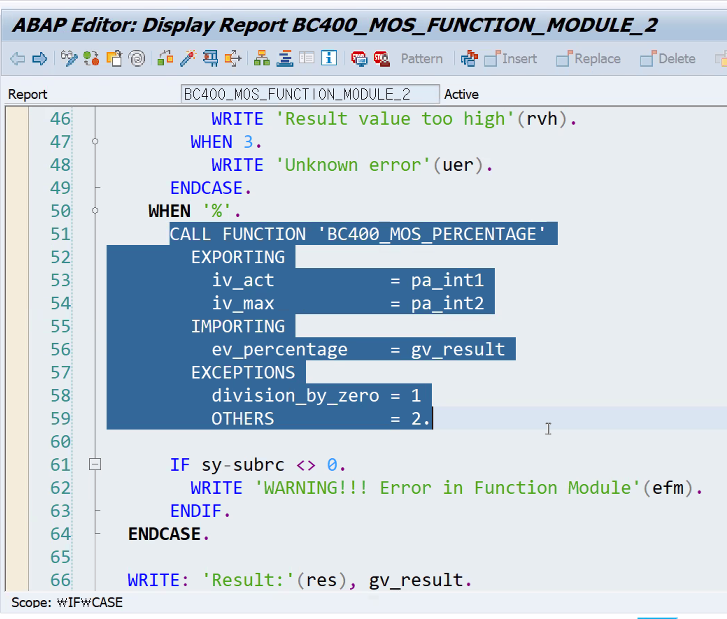 ABAP Editor: Display Report BC400_MOS_FUNCTION_MODULE_2
Pattern Insert Replace Delete
Report BC400_MOS_FUNCTION_MODULE_2 Active
46 WRITE 'Result value too high'(rvh).
47 WHEN 3.
48 WRITE 'Unknown error'(uer).
49 ENDCASE.
50 WHEN '%'.
51 CALL FUNCTION 'BC400_MOS_PERCENTAGE'
52 EXPORTING
53 iv_act = pa_int1
54 iv_max = pa_int2
55 IMPORTING
56 ev_percentage = gv_result
57 EXCEPTIONS
58 division_by_zero = 1
59 OTHERS = 2.
60
61 IF sy-subrc <> 0.
62 WRITE 'WARNING!!! Error in Function Module'(efm).
63 ENDIF.
64 ENDCASE.
65
66 WRITE: 'Result:'(res), gv_result.
Scope: ₩IF₩CASE